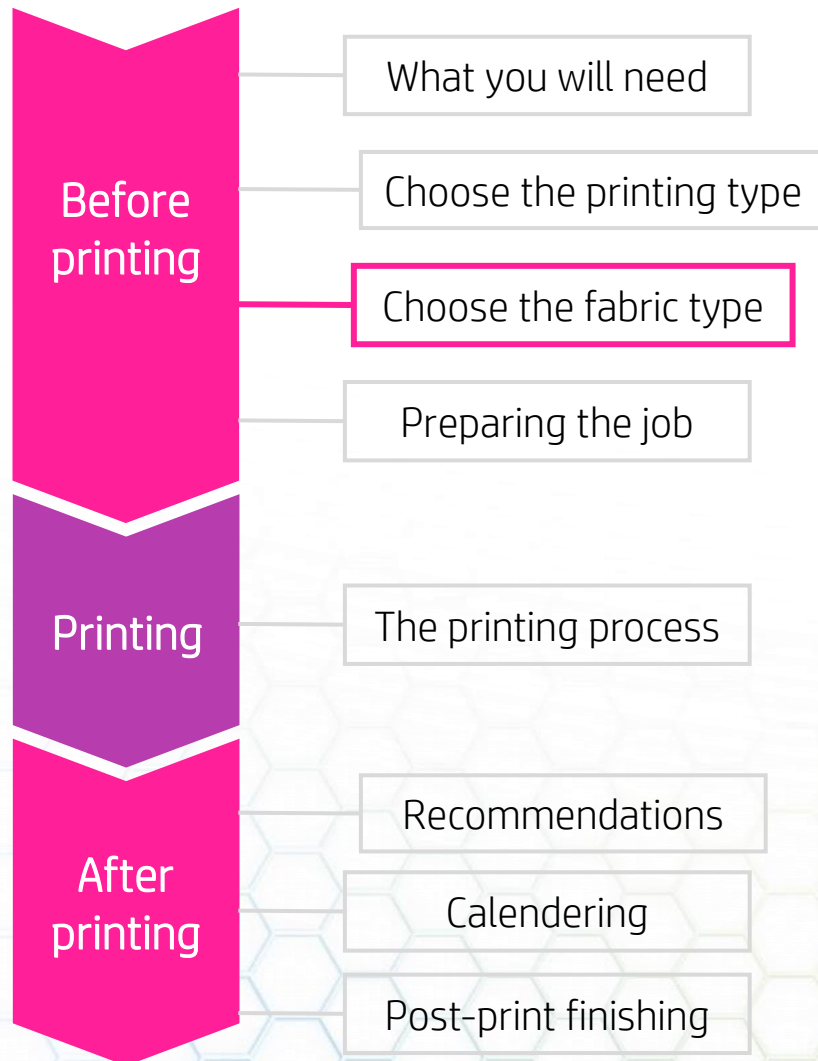 Before
printing
What you will need
Choose the printing type
Choose the fabric type
Preparing the job
Printing
The printing process
After
printing
Recommendations
Calendering
Post-print finishing